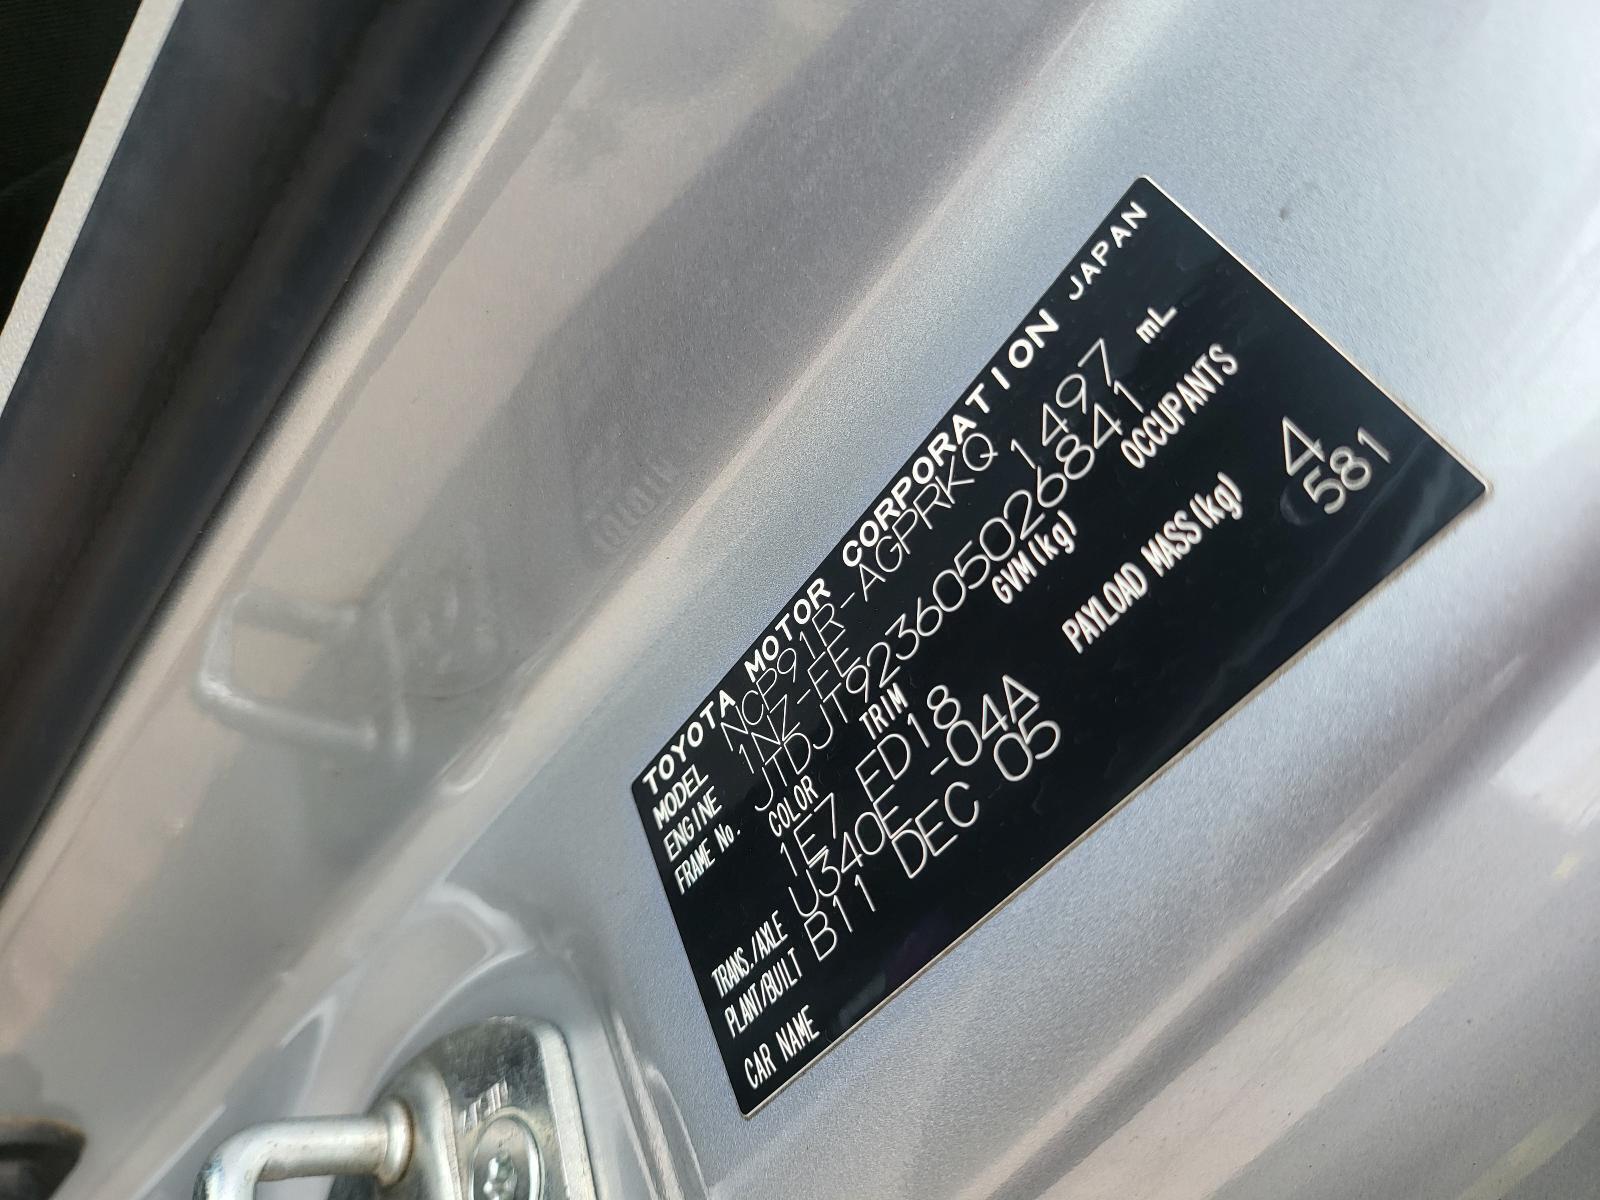 TOYOTA MOTOR CORPORATION JAPAN
MODEL NCP91R-AGPRKQ
ENGINE 1NZ-FE 1497 mL
FRAME No. JTDJT923605026841
COLOR TRIM GVM(kg) OCCUPANTS
1E7 ED18 4
PAYLOAD MASS(kg) 581
TRANS./AXLE U340E -04A
PLANT/BUILT B11 DEC 05
CAR NAME